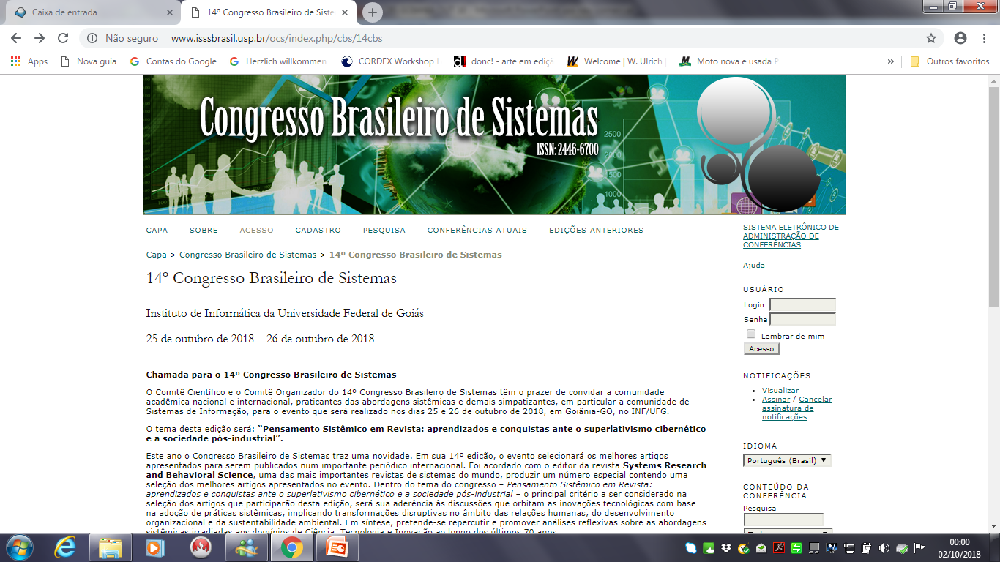 Caixa de entrada
14º Congresso Brasileiro de Siste
Não seguro
www.isssbrasil.usp.br/ocs/index.php/cbs/14cbs
Apps
Nova guia
Contas do Google
Herzlich willkommen
CORDEX Workshop
donc! - arte em ediç
Welcome | W. Ulrich
Moto nova e usada
»
Outros favoritos
Congresso Brasileiro de Sistemas
ISSN: 2446-6700
2500
2000
1500
1000
CAPA
SOBRE
ACESSO
CADASTRO
PESQUISA
CONFERÊNCIAS ATUAIS
EDIÇÕES ANTERIORES
Capa > Congresso Brasileiro de Sistemas > 14º Congresso Brasileiro de Sistemas
14º Congresso Brasileiro de Sistemas
Instituto de Informática da Universidade Federal de Goiás
25 de outubro de 2018 – 26 de outubro de 2018
Chamada para o 14º Congresso Brasileiro de Sistemas
O Comitê Científico e o Comitê Organizador do 14º Congresso Brasileiro de Sistemas têm o prazer de convidar a comunidade
acadêmica nacional e internacional, praticantes das abordagens sistêmicas e demais simpatizantes, em particular a comunidade de
Sistemas de Informação, para o evento que será realizado nos dias 25 e 26 de outubro de 2018, em Goiânia-GO, no INF/UFG.
O tema desta edição será: “Pensamento Sistêmico em Revista: aprendizados e conquistas ante o superlativismo cibernético
e a sociedade pós-industrial”.
Este ano o Congresso Brasileiro de Sistemas traz uma novidade. Em sua 14º edição, o evento selecionará os melhores artigos
apresentados para serem publicados num importante periódico internacional. Foi acordado com o editor da revista Systems Research
and Behavioral Science, uma das mais importantes revistas de sistemas do mundo, produzir um número especial contendo uma
seleção dos melhores artigos apresentados no evento. Dentro do tema do congresso – Pensamento Sistêmico em Revista:
aprendizados e conquistas ante o superlativismo cibernético e a sociedade pós-industrial – o principal critério a ser considerado na
seleção dos artigos que participarão desta edição, será sua aderência às discussões que orbitam as inovações tecnológicas com base
na adoção de práticas sistêmicas, implicando transformações disruptivas no âmbito das relações humanas, do desenvolvimento
organizacional e da sustentabilidade ambiental. Em síntese, pretende-se repercutir e promover análises reflexivas sobre as abordagens
sistêmicas irradiadas aos domínios de Ciência, Tecnologia e Inovação ao longo dos últimos 70 anos.
SISTEMA ELETRÔNICO DE
ADMINISTRAÇÃO DE
CONFERÊNCIAS
Ajuda
USUÁRIO
Login
Senha
Lembrar de mim
Acesso
NOTIFICAÇÕES
Visualizar
Assinar / Cancelar
assinatura de
notificações
IDIOMA
Português (Brasil)
CONTEÚDO DA
CONFERÊNCIA
Pesquisa
00:00
02/10/2018